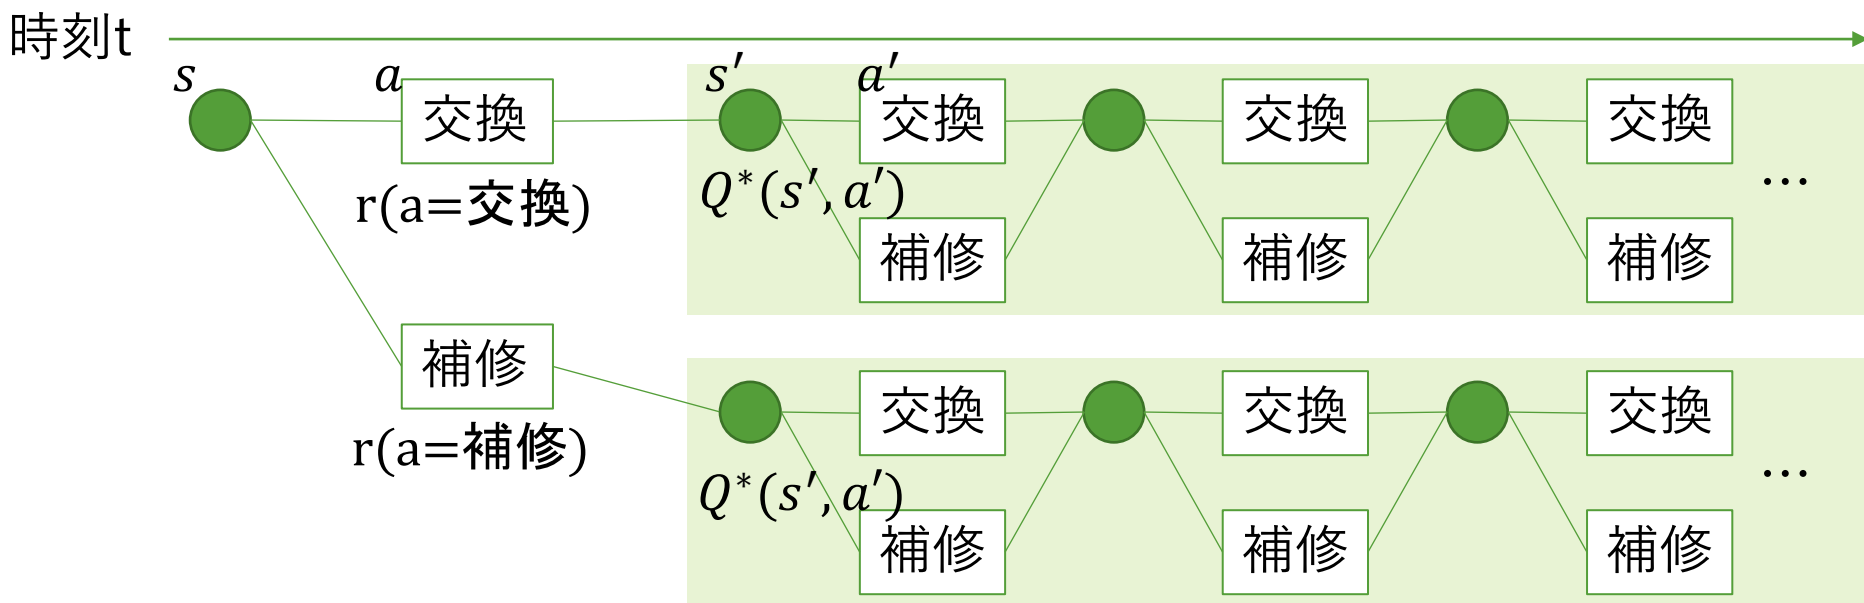 時刻t
s a s′ a′
交換 交換 交換 交換
r(a=交換) Q*(s′, a′) …
補修 補修 補修
補修 交換 交換 交換
r(a=補修) Q*(s′, a′) …
補修 補修 補修